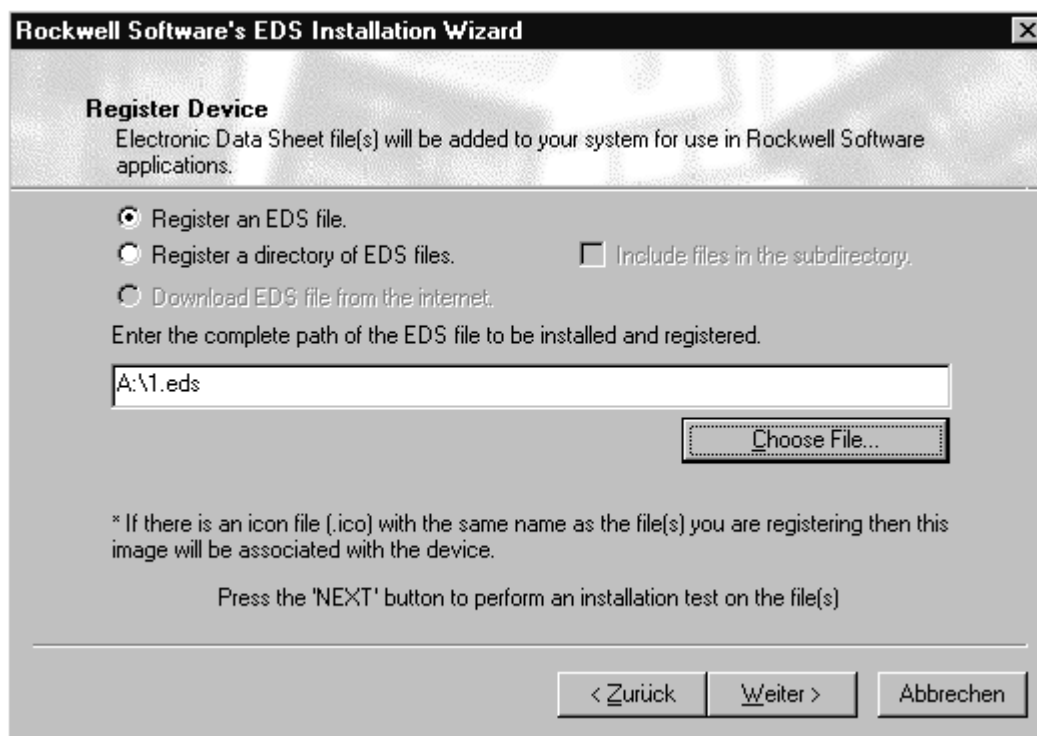 Rockwell Software's EDS Installation Wizard
Register Device
Electronic Data Sheet file(s) will be added to your system for use in Rockwell Software
applications.
Register an EDS file.
Register a directory of EDS files.
Include files in the subdirectory.
Download EDS file from the internet.
Enter the complete path of the EDS file to be installed and registered.
A:\1.eds
Choose File...
* If there is an icon file (.ico) with the same name as the file(s) you are registering then this
image will be associated with the device.
Press the 'NEXT' button to perform an installation test on the file(s)
< Zurück
Weiter >
Abbrechen